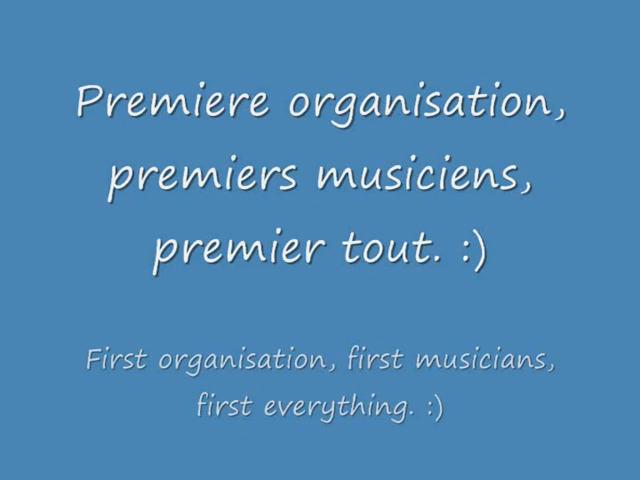 Premiere organisation,
premiers musiciens,
premier tout. :)
First organisation, first musicians,
first everything. :)